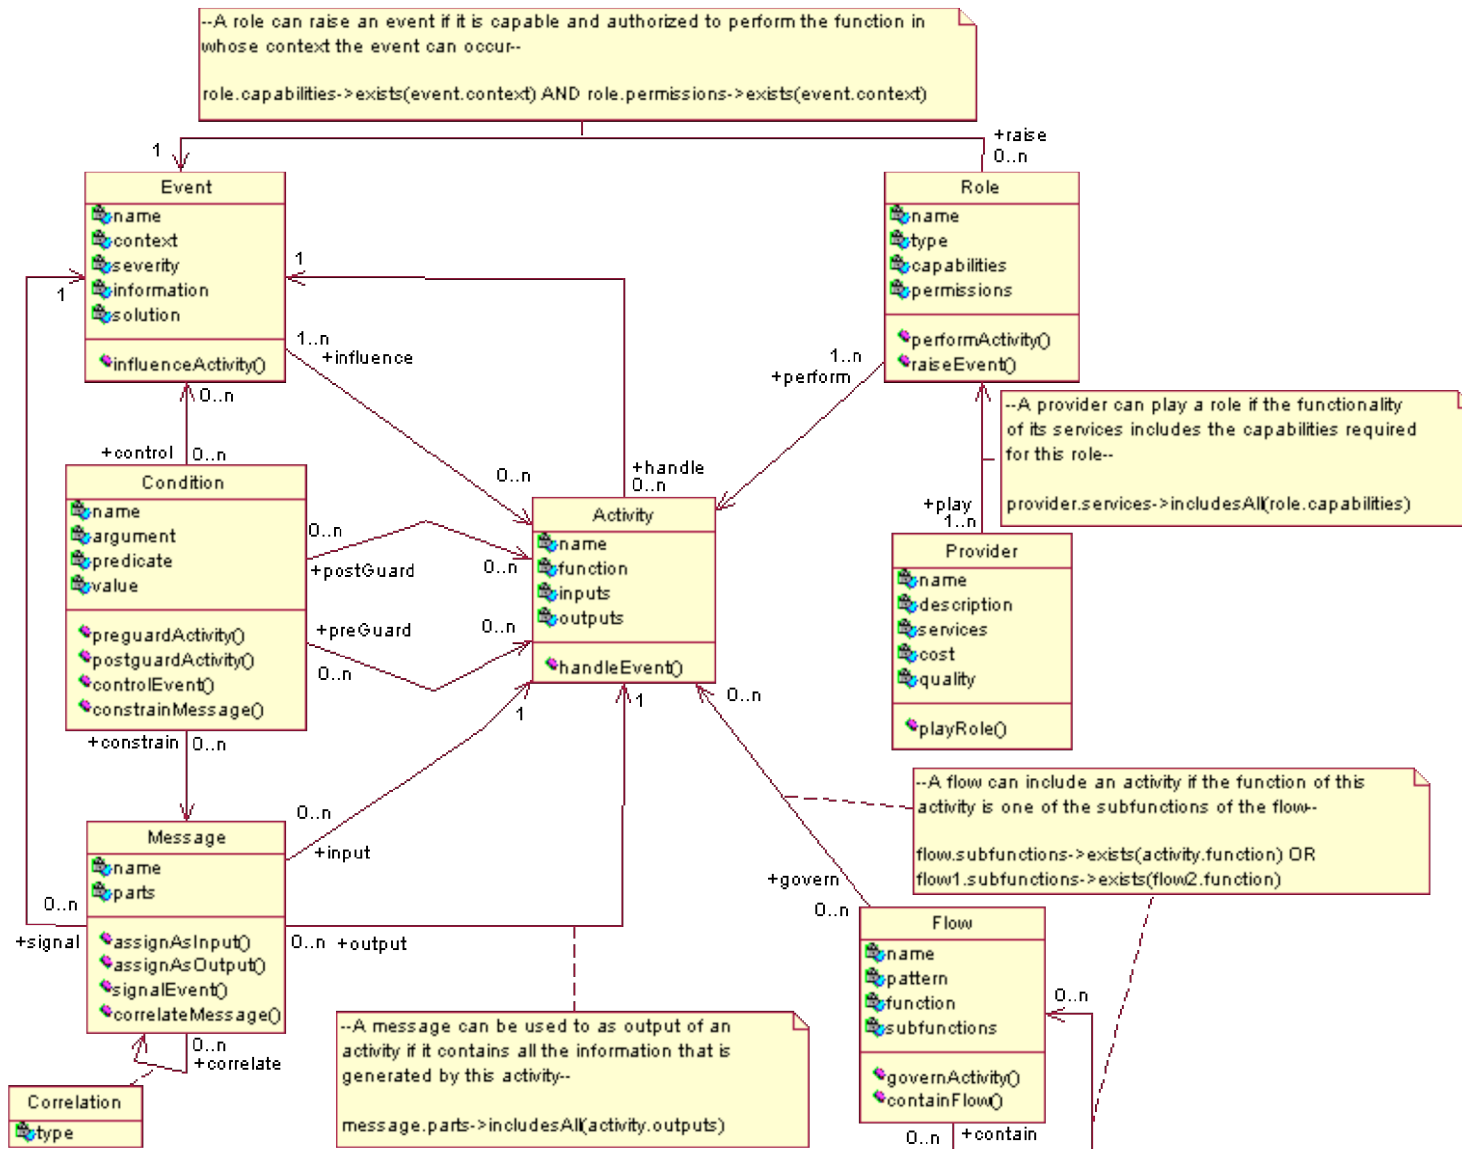 --A role can raise an event if it is capable and authorized to perform the function in
whose context the event can occur--
role.capabilities->exists(event.context) AND role.permissions->exists(event.context)
+raise
0..n
1
Event
name
context
severity
information
solution
influenceActivity()
Role
name
type
capabilities
permissions
performActivity()
raiseEvent()
1
1
1..n
+influence
0..n
1..n
+perform
--A provider can play a role if the functionality
of its services includes the capabilities required
for this role--
provider.services->includesAll(role.capabilities)
+control
0..n
0..n
+handle
0..n
+play
1..n
Condition
name
argument
predicate
value
preguardActivity()
postguardActivity()
controlEvent()
constrainMessage()
0..n
+postGuard
0..n
+preGuard
0..n
0..n
Activity
name
function
inputs
outputs
handleEvent()
Provider
name
description
services
cost
quality
playRole()
1
1
0..n
+constrain
0..n
--A flow can include an activity if the function of this
activity is one of the subfunctions of the flow--
flow.subfunctions->exists(activity.function) OR
flow1.subfunctions->exists(flow2.function)
0..n
+input
Message
name
parts
assignAsInput()
assignAsOutput()
signalEvent()
correlateMessage()
0..n
+signal
0..n
+output
+govern
0..n
Flow
name
pattern
function
subfunctions
governActivity()
containFlow()
0..n
0..n
+contain
0..n
+correlate
Correlation
type
--A message can be used to as output of an
activity if it contains all the information that is
generated by this activity--
message.parts->includesAll(activity.outputs)